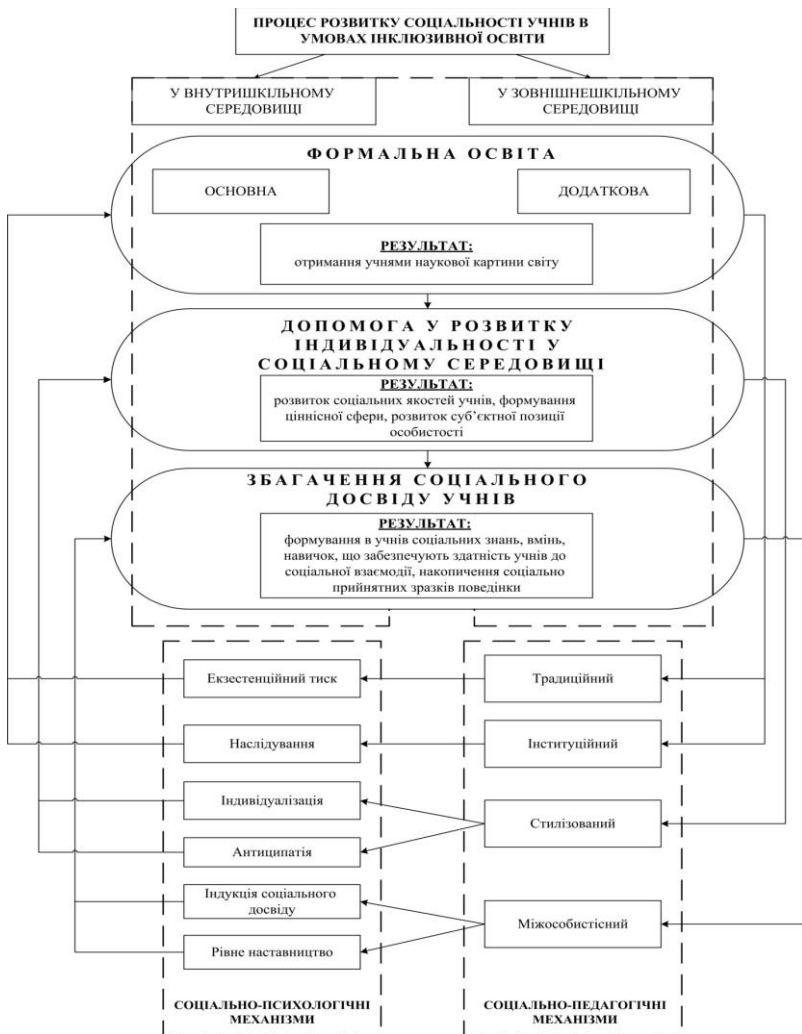 ПРОЦЕС РОЗВИТКУ СОЦІАЛЬНОСТІ УЧНІВ В
УМОВАХ ІНКЛЮЗИВНОЇ ОСВІТИ
У ВНУТРИШКІЛЬНОМУ
СЕРЕДОВИЩІ
У ЗОВНІШНЕШКІЛЬНОМУ
СЕРЕДОВИЩІ
ФОРМАЛЬНА ОСВІТА
ОСНОВНА
ДОДАТКОВА
РЕЗУЛЬТАТ:
отримання учнями наукової картини світу
ДОПОМОГА У РОЗВИТКУ
ІНДИВІДУАЛЬНОСТІ У
СОЦІАЛЬНОМУ СЕРЕДОВИЩІ
РЕЗУЛЬТАТ:
розвиток соціальних якостей учнів, формування
ціннісної сфери, розвиток суб’єктної позиції
особистості
ЗБАГАЧЕННЯ СОЦІАЛЬНОГО
ДОСВІДУ УЧНІВ
РЕЗУЛЬТАТ:
формування в учнів соціальних знань, вмінь,
навичок, що забезпечують здатність учнів до
соціальної взаємодії, накопичення соціально
прийнятних зразків поведінки
Екзестенційний тиск
Традиційний
Наслідування
Інституційний
Індивідуалізація
Стилізований
Антиципатія
Індукція соціального
досвіду
Міжособистісний
Рівне наставництво
СОЦІАЛЬНО-ПСИХОЛОГІЧНІ
МЕХАНІЗМИ
СОЦІАЛЬНО-ПЕДАГОГІЧНІ
МЕХАНІЗМИ